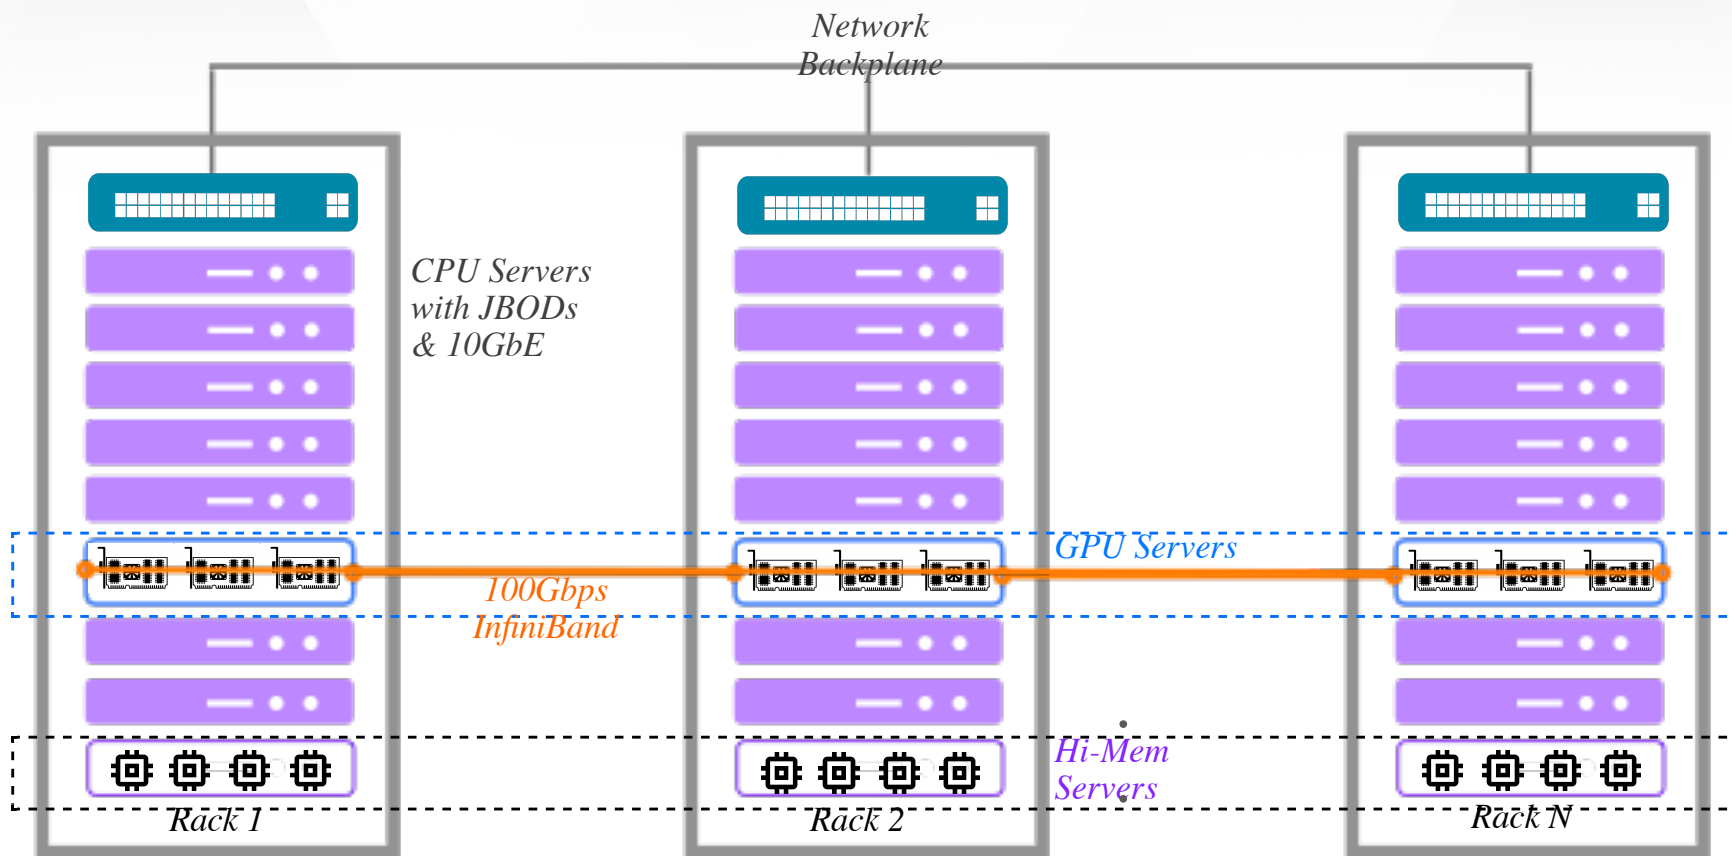 Network
Backplane
CPU Servers
with JBODs
& 10GbE
GPU Servers
100Gbps
InfiniBand
Hi-Mem
Servers
Rack 1
Rack 2
Rack N